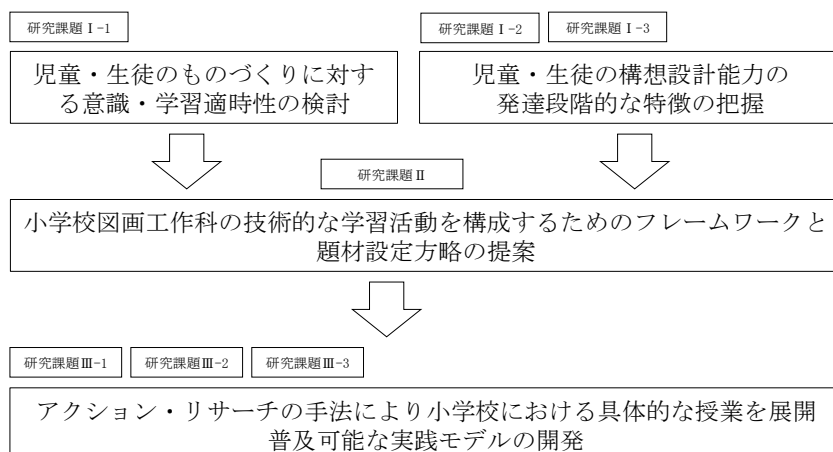 研究課題Ⅰ-1
児童・生徒のものづくりに対す
る意識・学習適時性の検討
研究課題Ⅰ-2
研究課題Ⅰ-3
児童・生徒の構想設計能力の
発達段階的な特徴の把握
研究課題Ⅱ
小学校図画工作科の技術的な学習活動を構成するためのフレームワークと
題材設定方略の提案
研究課題Ⅲ-1
研究課題Ⅲ-2
研究課題Ⅲ-3
アクション・リサーチの手法により小学校における具体的な授業を展開
普及可能な実践モデルの開発